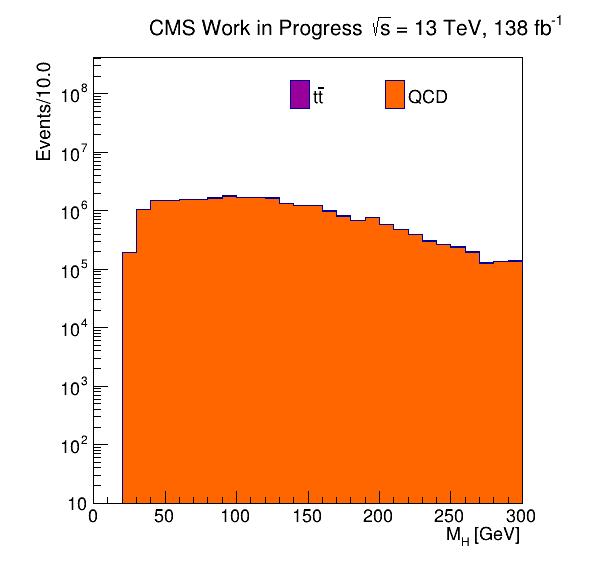 CMS Work in Progress √s = 13 TeV, 138 fb⁻¹
Events/10.0
tt̄ QCD
10⁸
10⁷
10⁶
10⁵
10⁴
10³
10²
10
0 50 100 150 200 250 300
M_H [GeV]